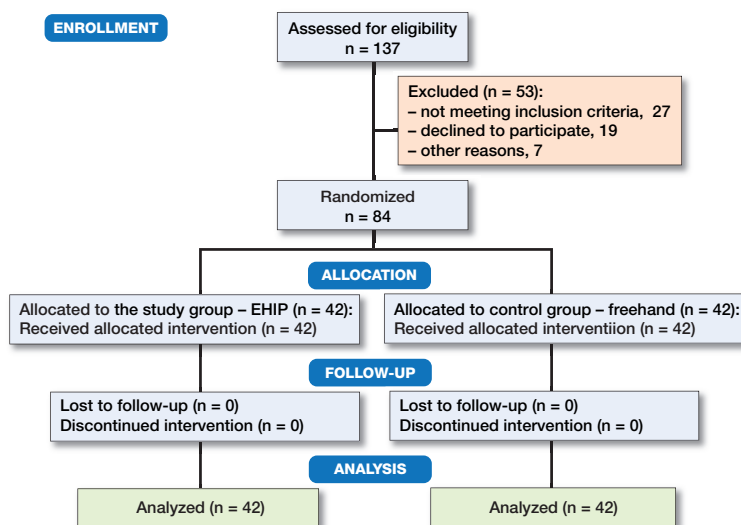 ENROLLMENT
Assessed for eligibility
n = 137
Excluded (n = 53):
– not meeting inclusion criteria, 27
– declined to participate, 19
– other reasons, 7
Randomized
n = 84
ALLOCATION
Allocated to the study group – EHIP (n = 42):
Received allocated intervention (n = 42)
Allocated to control group – freehand (n = 42):
Received allocated interventiion (n = 42)
FOLLOW-UP
Lost to follow-up (n = 0)
Discontinued intervention (n = 0)
Lost to follow-up (n = 0)
Discontinued intervention (n = 0)
ANALYSIS
Analyzed (n = 42)
Analyzed (n = 42)